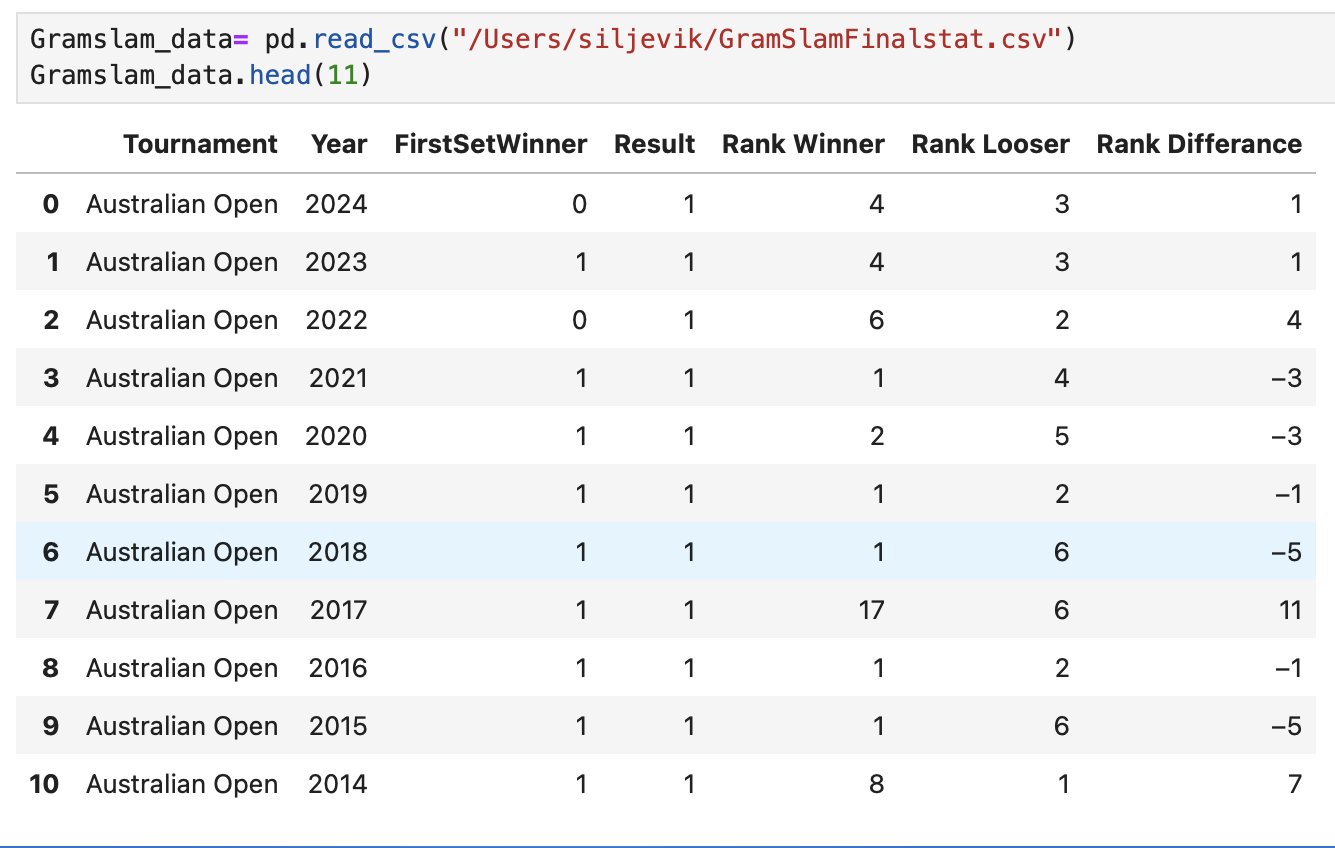 Gramslam_data= pd.read_csv("/Users/siljevik/GramSlamFinalstat.csv")
Gramslam_data.head(11)
Tournament Year FirstSetWinner Result Rank Winner Rank Looser Rank Differance
0 Australian Open 2024 0 1 4 3 1
1 Australian Open 2023 1 1 4 3 1
2 Australian Open 2022 0 1 6 2 4
3 Australian Open 2021 1 1 1 4 −3
4 Australian Open 2020 1 1 2 5 −3
5 Australian Open 2019 1 1 1 2 −1
6 Australian Open 2018 1 1 1 6 −5
7 Australian Open 2017 1 1 17 6 11
8 Australian Open 2016 1 1 1 2 −1
9 Australian Open 2015 1 1 1 6 −5
10 Australian Open 2014 1 1 8 1 7